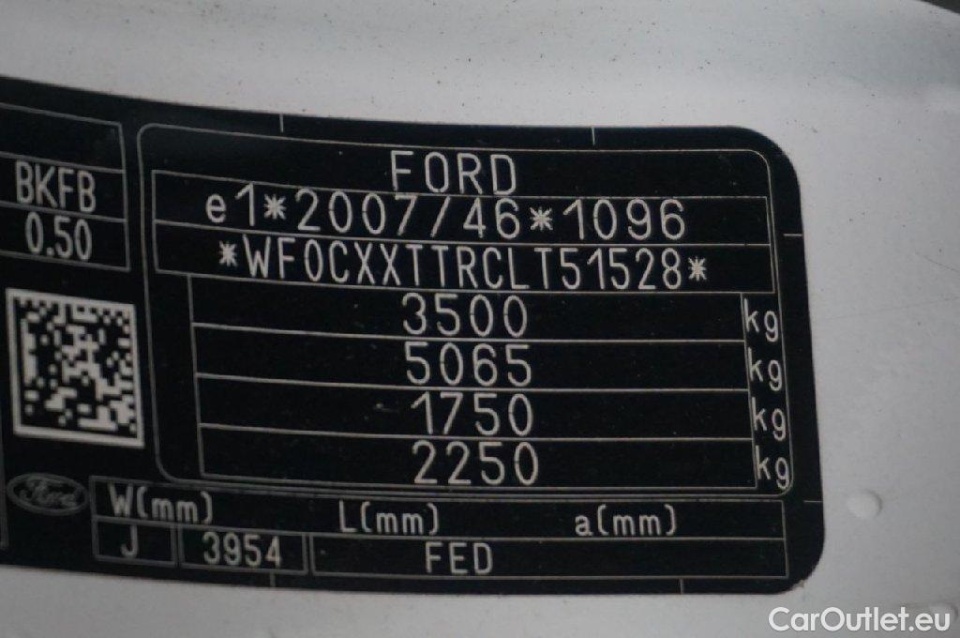 FORD
BKFB
e1*2007/46*1096
0.50
*WF0CXXTTRCLT51528*
3500 kg
5065 kg
1750 kg
2250 kg
Ford
W(mm) L(mm) a(mm)
J 3954 FED
CarOutlet.eu